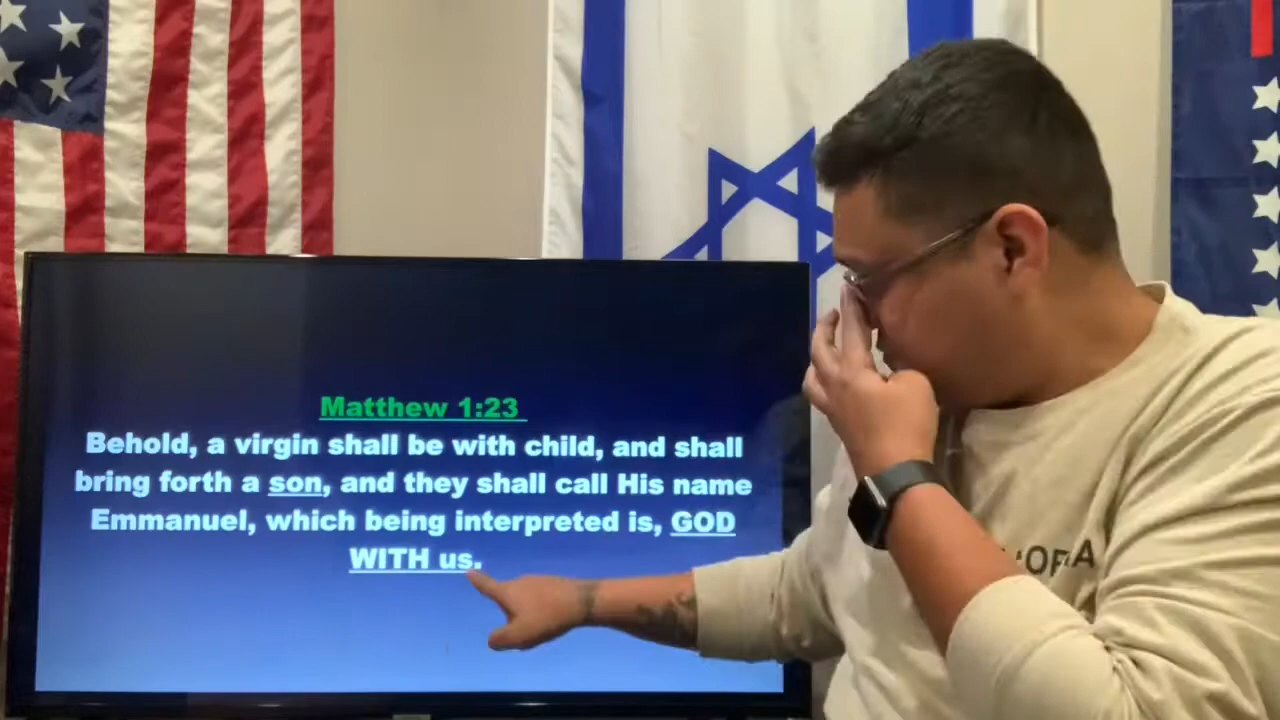 Matthew 1:23
Behold, a virgin shall be with child, and shall
bring forth a son, and they shall call His name
Emmanuel, which being interpreted is, GOD
WITH us.